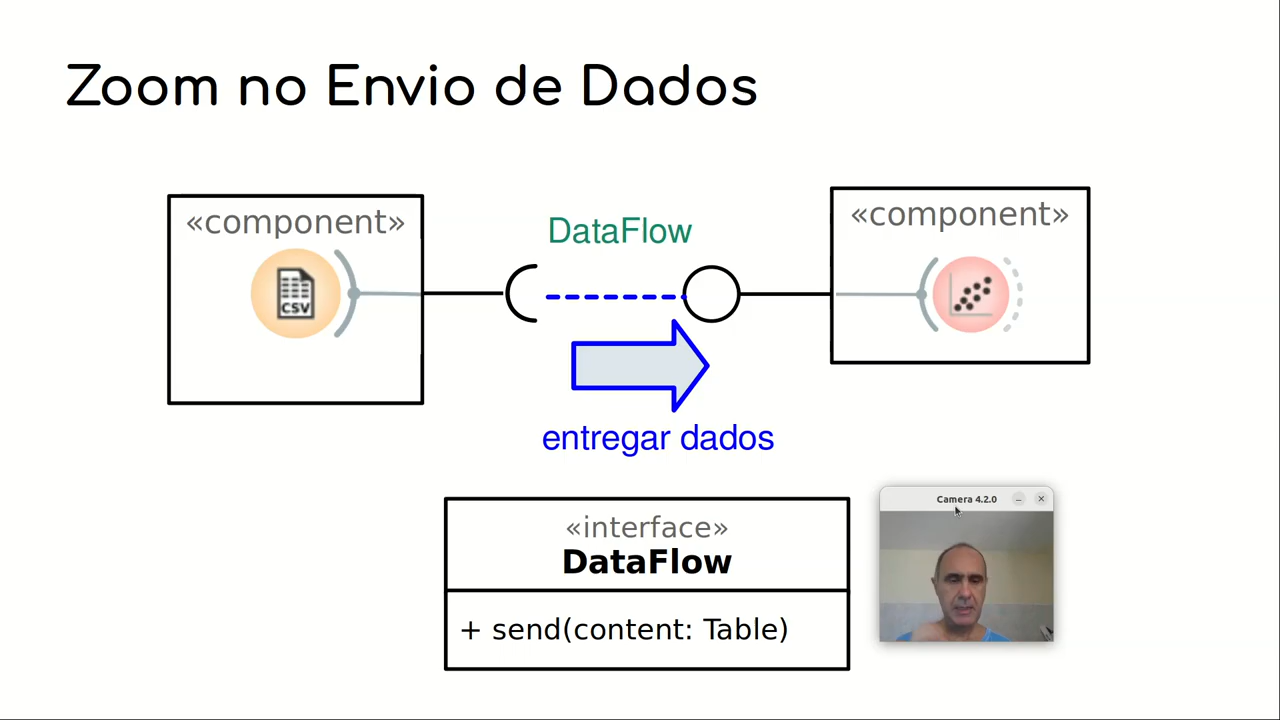 Zoom no Envio de Dados
«component»
CSV
DataFlow
«component»
entregar dados
«interface»
DataFlow
+ send(content: Table)
Camera 4.2.0